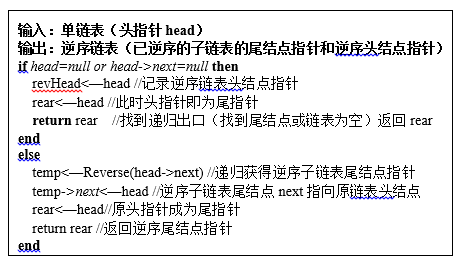 输入：单链表（头指针 head）
输出：逆序链表（已逆序的子链表的尾结点指针和逆序头结点指针）
if head=null or head->next=null then
revHead<—head //记录逆序链表头结点指针
rear<—head //此时头指针即为尾指针
return rear //找到递归出口（找到尾结点或链表为空）返回 rear
end
else
temp<—Reverse(head->next) //递归获得逆序子链表尾结点指针
temp->next<—head //逆序子链表尾结点 next 指向原链表头结点
rear<—head//原头指针成为尾指针
return rear //返回逆序尾结点指针
end